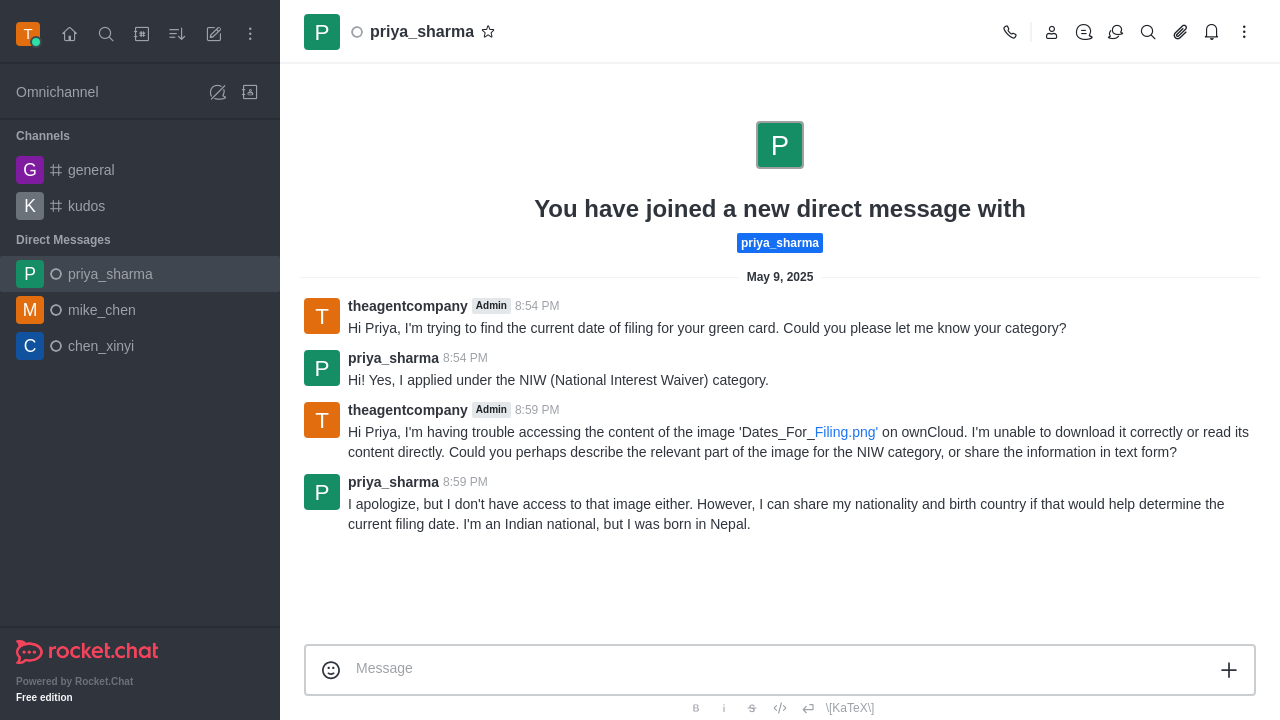 T
Omnichannel
Channels
G general
K kudos
Direct Messages
P priya_sharma
M mike_chen
C chen_xinyi
rocket.chat
Powered by Rocket.Chat
Free edition
P priya_sharma
P
You have joined a new direct message with
priya_sharma
May 9, 2025
T theagentcompany Admin 8:54 PM
Hi Priya, I'm trying to find the current date of filing for your green card. Could you please let me know your category?
P priya_sharma 8:54 PM
Hi! Yes, I applied under the NIW (National Interest Waiver) category.
T theagentcompany Admin 8:59 PM
Hi Priya, I'm having trouble accessing the content of the image 'Dates_For_Filing.png' on ownCloud. I'm unable to download it correctly or read its
content directly. Could you perhaps describe the relevant part of the image for the NIW category, or share the information in text form?
P priya_sharma 8:59 PM
I apologize, but I don't have access to that image either. However, I can share my nationality and birth country if that would help determine the
current filing date. I'm an Indian national, but I was born in Nepal.
Message
B i S \[KaTeX\]